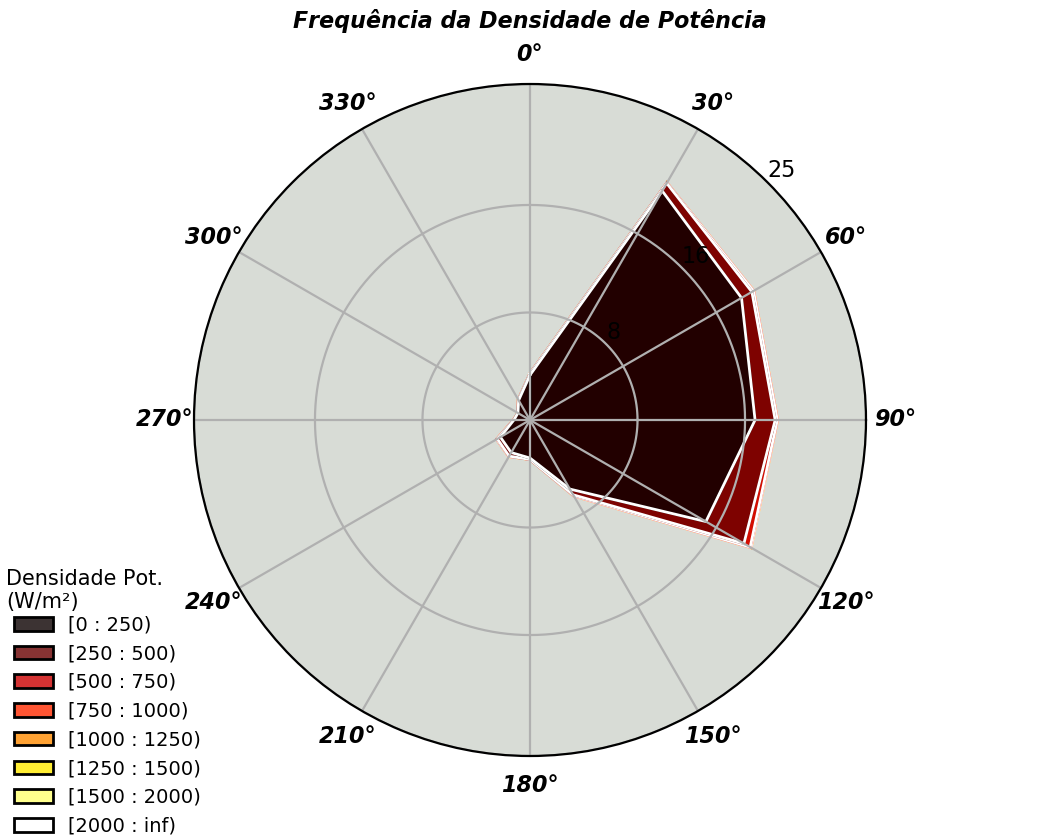 Frequência da Densidade de Potência
0°
330°
30°
25
300°
60°
16
8
270°
90°
240°
120°
210°
150°
180°
Densidade Pot.
(W/m²)
[0 : 250)
[250 : 500)
[500 : 750)
[750 : 1000)
[1000 : 1250)
[1250 : 1500)
[1500 : 2000)
[2000 : inf)